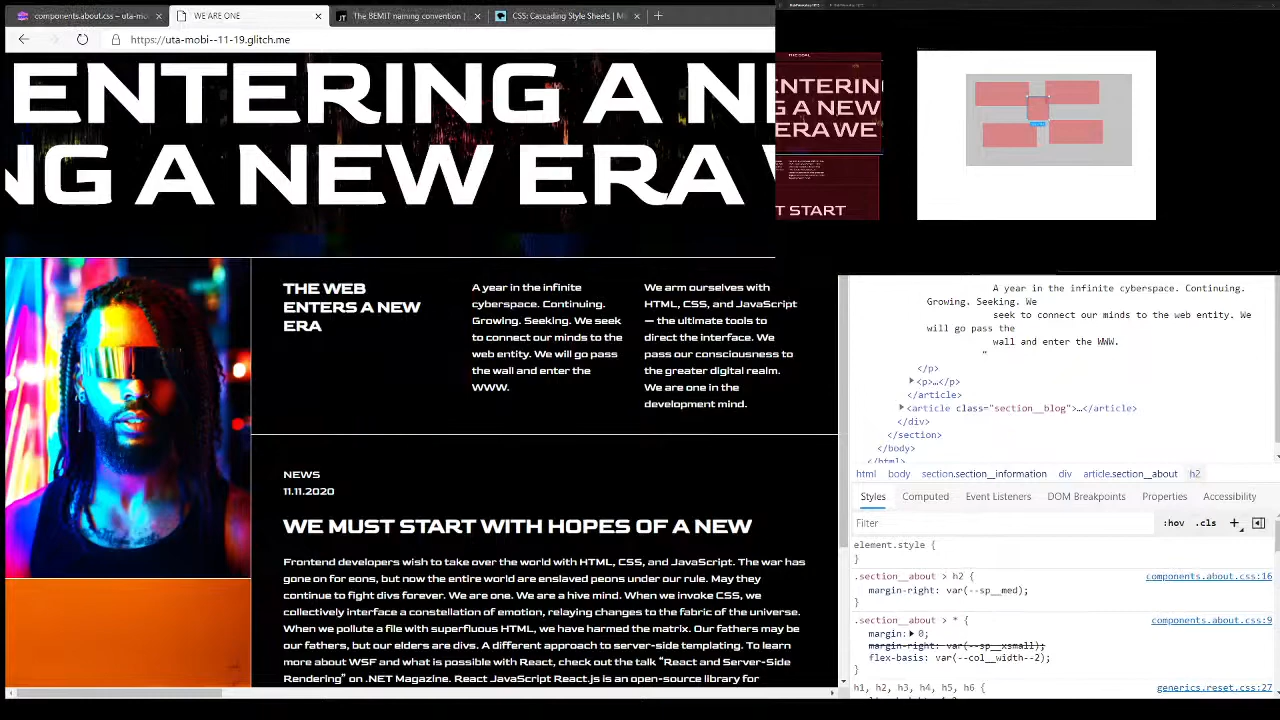 components.about.css – uta-mo
WE ARE ONE
The BEMIT naming convention |
CSS: Cascading Style Sheets | M
https://uta-mobi--11-19.glitch.me
ENTERING A N
NG A NEW ERA
THE GOAL
ENTERIN
G A NEW
ERA WE
T START
THE WEB
ENTERS A NEW
ERA
A year in the infinite
cyberspace. Continuing.
Growing. Seeking. We seek
to connect our minds to the
web entity. We will go pass
the wall and enter the
WWW.
We arm ourselves with
HTML, CSS, and JavaScript
— the ultimate tools to
direct the interface. We
pass our consciousness to
the greater digital realm.
We are one in the
development mind.
NEWS
11.11.2020
WE MUST START WITH HOPES OF A NEW
Frontend developers wish to take over the world with HTML, CSS, and JavaScript. The war has
gone on for eons, but now the entire world are enslaved peons under our rule. May they
continue to fight divs forever. We are one. We are a hive mind. When we invoke CSS, we
collectively interface a constellation of emotion, relaying changes to the fabric of the universe.
When we pollute a file with superfluous HTML, we have harmed the matrix. Our fathers may be
our fathers, but our elders are divs. A different approach to server-side templating. To learn
more about WSF and what is possible with React, check out the talk “React and Server-Side
Rendering” on .NET Magazine. React JavaScript React.js is an open-source library for
A year in the infinite cyberspace. Continuing.
Growing. Seeking. We
seek to connect our minds to the web entity. We
will go pass the
wall and enter the WWW.
"
</p>
<p>…</p>
</article>
<article class="section__blog">…</article>
</div>
</section>
</body>
</html>
html body section.section__information div article.section__about h2
Styles Computed Event Listeners DOM Breakpoints Properties Accessibility
Filter :hov .cls +
element.style {
}
.section__about > h2 { components.about.css:16
margin-right: var(--sp__med);
}
.section__about > * { components.about.css:9
margin: 0;
margin-right: var(--sp__xsmall);
flex-basis: var(--col__width--2);
}
h1, h2, h3, h4, h5, h6 { generics.reset.css:27